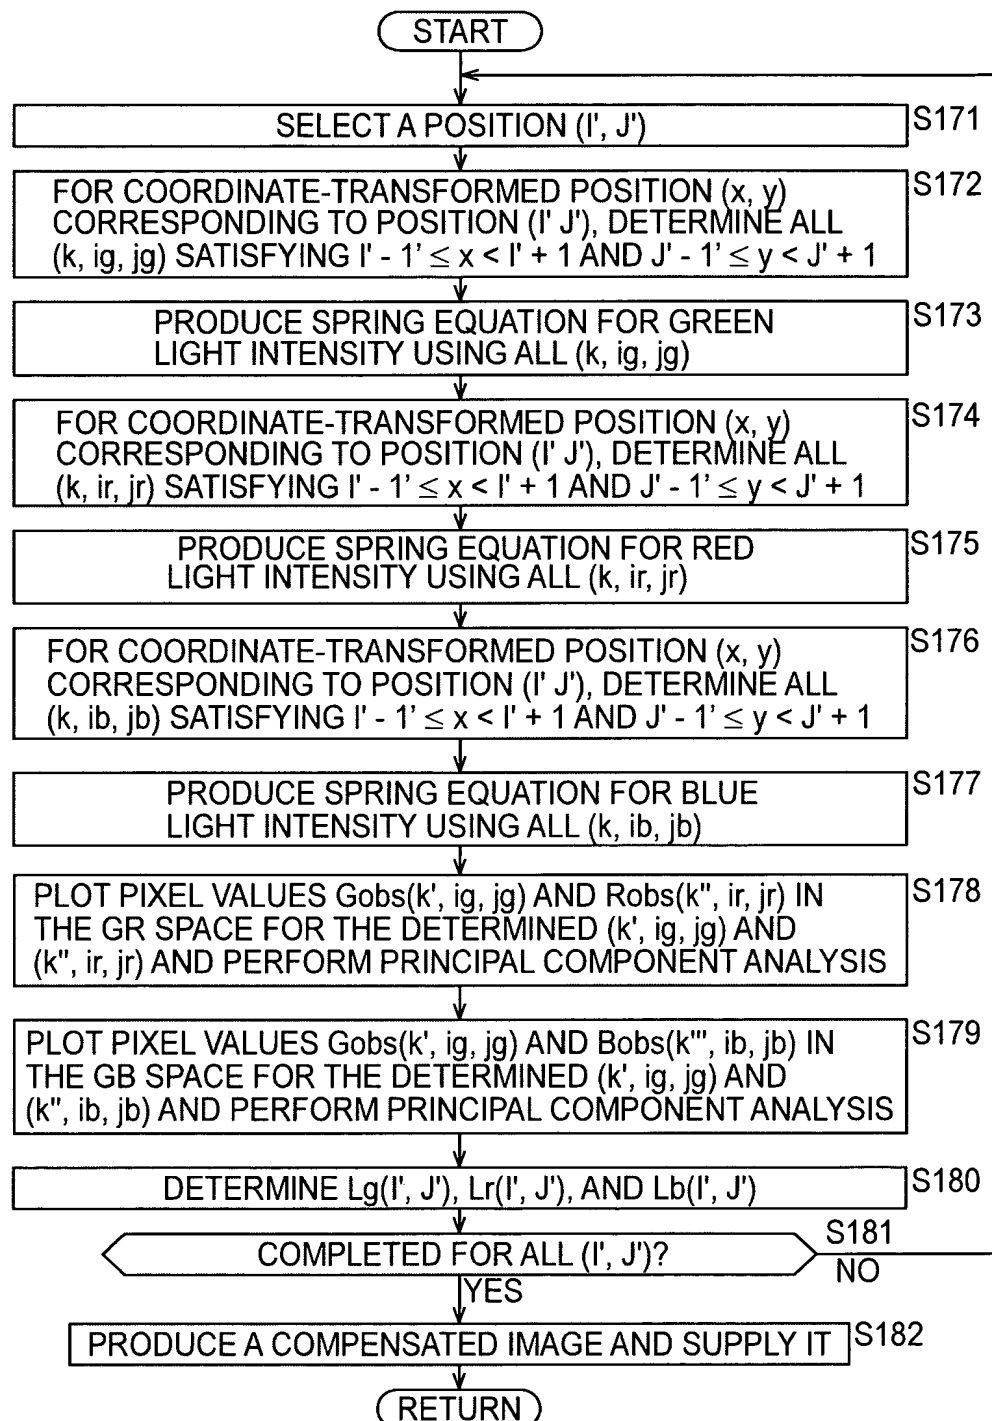 START
SELECT A POSITION (I', J')
S171
FOR COORDINATE-TRANSFORMED POSITION (x, y)
CORRESPONDING TO POSITION (I' J'), DETERMINE ALL
(k, ig, jg) SATISFYING I' - 1' ≤ x < I' + 1 AND J' - 1' ≤ y < J' + 1
S172
PRODUCE SPRING EQUATION FOR GREEN
LIGHT INTENSITY USING ALL (k, ig, jg)
S173
FOR COORDINATE-TRANSFORMED POSITION (x, y)
CORRESPONDING TO POSITION (I' J'), DETERMINE ALL
(k, ir, jr) SATISFYING I' - 1' ≤ x < I' + 1 AND J' - 1' ≤ y < J' + 1
S174
PRODUCE SPRING EQUATION FOR RED
LIGHT INTENSITY USING ALL (k, ir, jr)
S175
FOR COORDINATE-TRANSFORMED POSITION (x, y)
CORRESPONDING TO POSITION (I' J'), DETERMINE ALL
(k, ib, jb) SATISFYING I' - 1' ≤ x < I' + 1 AND J' - 1' ≤ y < J' + 1
S176
PRODUCE SPRING EQUATION FOR BLUE
LIGHT INTENSITY USING ALL (k, ib, jb)
S177
PLOT PIXEL VALUES Gobs(k', ig, jg) AND Robs(k", ir, jr) IN
THE GR SPACE FOR THE DETERMINED (k', ig, jg) AND
(k", ir, jr) AND PERFORM PRINCIPAL COMPONENT ANALYSIS
S178
PLOT PIXEL VALUES Gobs(k', ig, jg) AND Bobs(k"', ib, jb) IN
THE GB SPACE FOR THE DETERMINED (k', ig, jg) AND
(k", ib, jb) AND PERFORM PRINCIPAL COMPONENT ANALYSIS
S179
DETERMINE Lg(I', J'), Lr(I', J'), AND Lb(I', J')
S180
COMPLETED FOR ALL (I', J')?
S181
NO
YES
PRODUCE A COMPENSATED IMAGE AND SUPPLY IT
S182
RETURN